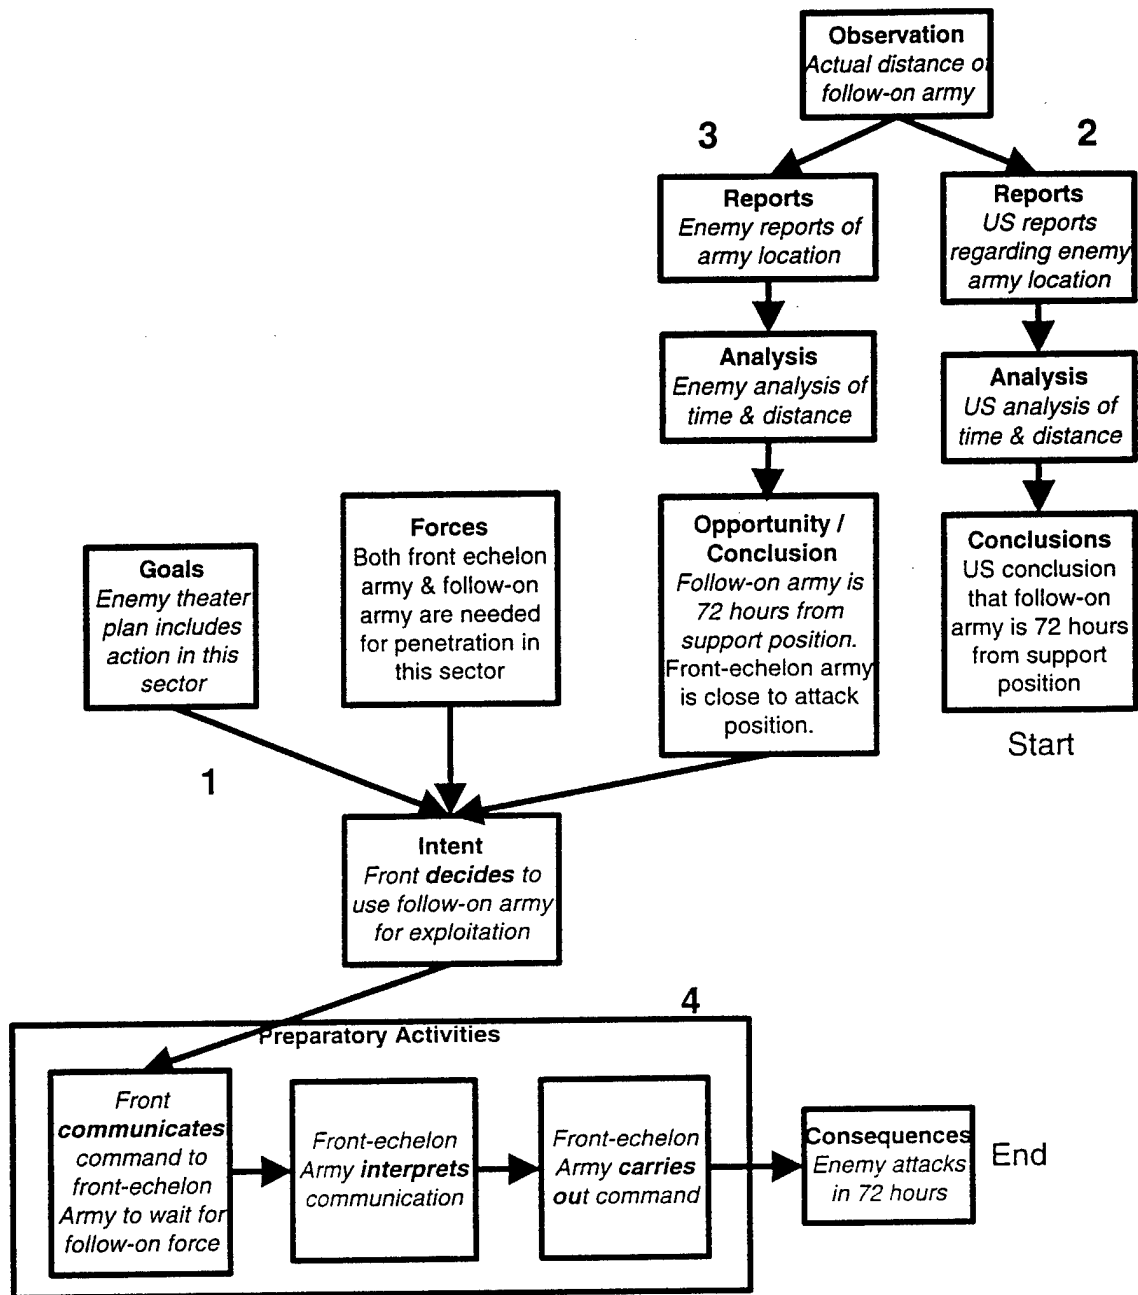 Observation
Actual distance of
follow-on army
3
2
Reports
Enemy reports of
army location
Reports
US reports
regarding enemy
army location
Analysis
Enemy analysis of
time & distance
Analysis
US analysis of
time & distance
Goals
Enemy theater
plan includes
action in this
sector
Forces
Both front echelon
army & follow-on
army are needed
for penetration in
this sector
Opportunity /
Conclusion
Follow-on army is
72 hours from
support position.
Front-echelon army
is close to attack
position.
Conclusions
US conclusion
that follow-on
army is 72 hours
from support
position
Start
1
Intent
Front decides to
use follow-on army
for exploitation
4
Preparatory Activities
Front
communicates
command to
front-echelon
Army to wait for
follow-on force
Front-echelon
Army interprets
communication
Front-echelon
Army carries
out command
Consequences
Enemy attacks
in 72 hours
End